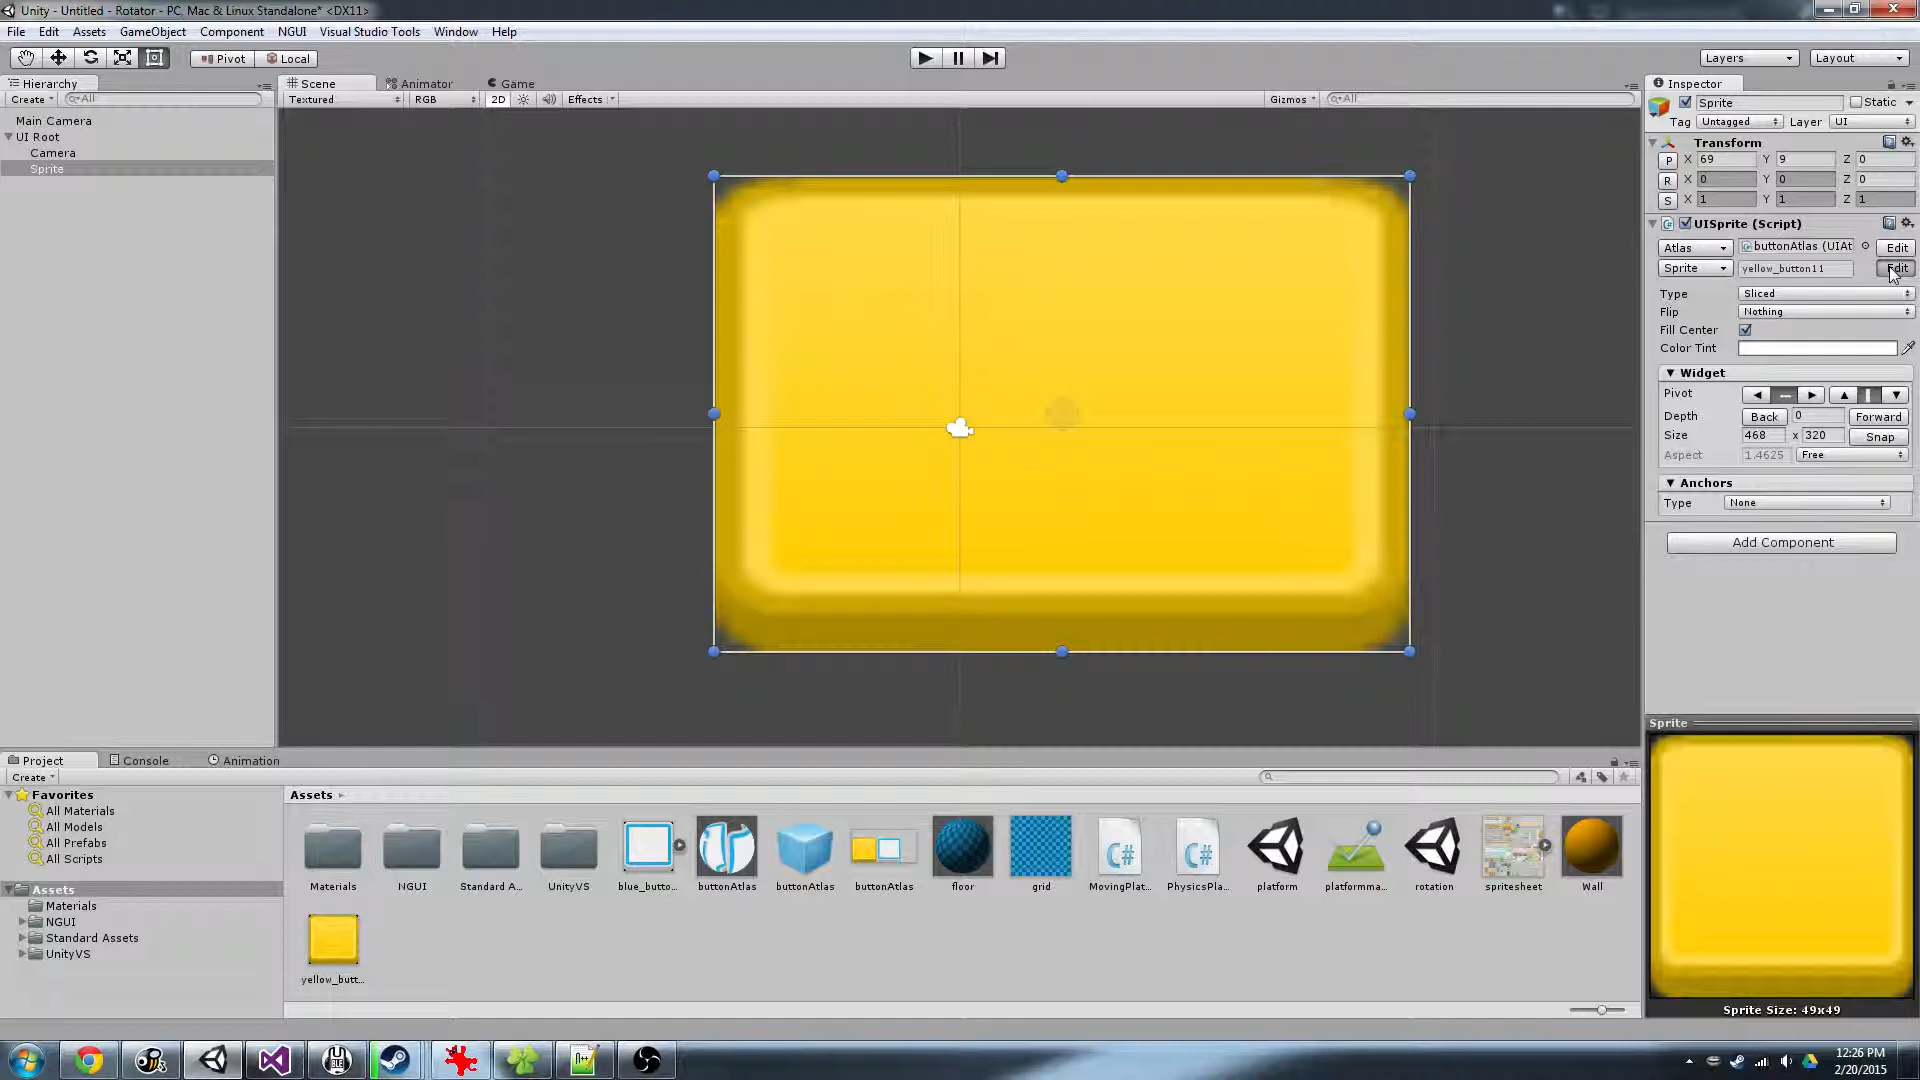 Unity - Untitled - Rotator - PC, Mac & Linux Standalone* <DX11>
File Edit Assets GameObject Component NGUI Visual Studio Tools Window Help
Pivot Local Layers Layout
Hierarchy Scene Animator Game Inspector
Create All Textured RGB 2D Effects Gizmos All
Sprite Static
Main Camera
Tag Untagged Layer UI
UI Root
Transform
Camera
P X 69 Y 9 Z 0
Sprite
R X 0 Y 0 Z 0
S X 1 Y 1 Z 1
UISprite (Script)
Atlas buttonAtlas (UIAt Edit
Sprite yellow_button11 Edit
Type Sliced
Flip Nothing
Fill Center
Color Tint
Widget
Pivot
Depth Back 0 Forward
Size 468 x 320 Snap
Aspect 1.4625 Free
Anchors
Type None
Add Component
Sprite
Project Console Animation
Create
Favorites Assets
All Materials
All Models
All Prefabs
All Scripts
Materials NGUI Standard A... UnityVS blue_butto... buttonAtlas buttonAtlas buttonAtlas floor grid MovingPlat... PhysicsPla... platform platformma... rotation spritesheet Wall
C# C#
Assets
Materials
NGUI
Standard Assets
UnityVS
yellow_butt...
Sprite Size: 49x49
12:26 PM
2/20/2015